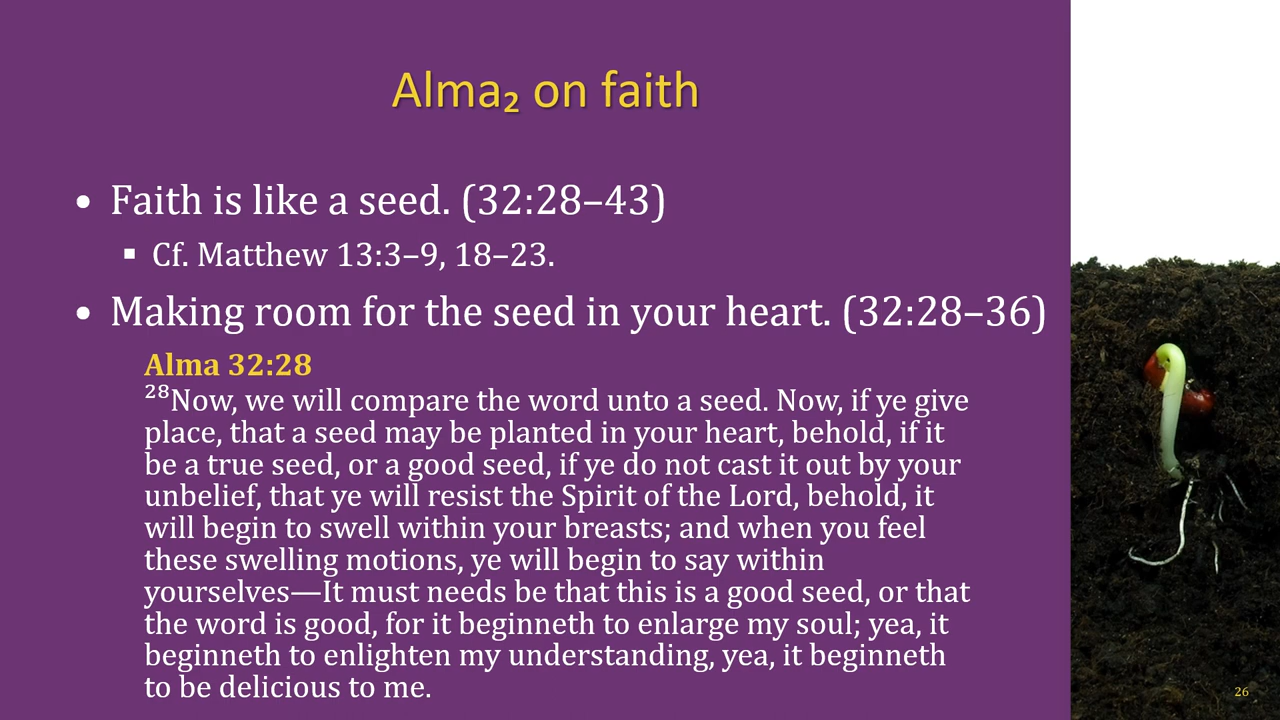 Alma₂ on faith
• Faith is like a seed. (32:28–43)
▪ Cf. Matthew 13:3–9, 18–23.
• Making room for the seed in your heart. (32:28–36)
Alma 32:28
²⁸Now, we will compare the word unto a seed. Now, if ye give
place, that a seed may be planted in your heart, behold, if it
be a true seed, or a good seed, if ye do not cast it out by your
unbelief, that ye will resist the Spirit of the Lord, behold, it
will begin to swell within your breasts; and when you feel
these swelling motions, ye will begin to say within
yourselves—It must needs be that this is a good seed, or that
the word is good, for it beginneth to enlarge my soul; yea, it
beginneth to enlighten my understanding, yea, it beginneth
to be delicious to me.
26